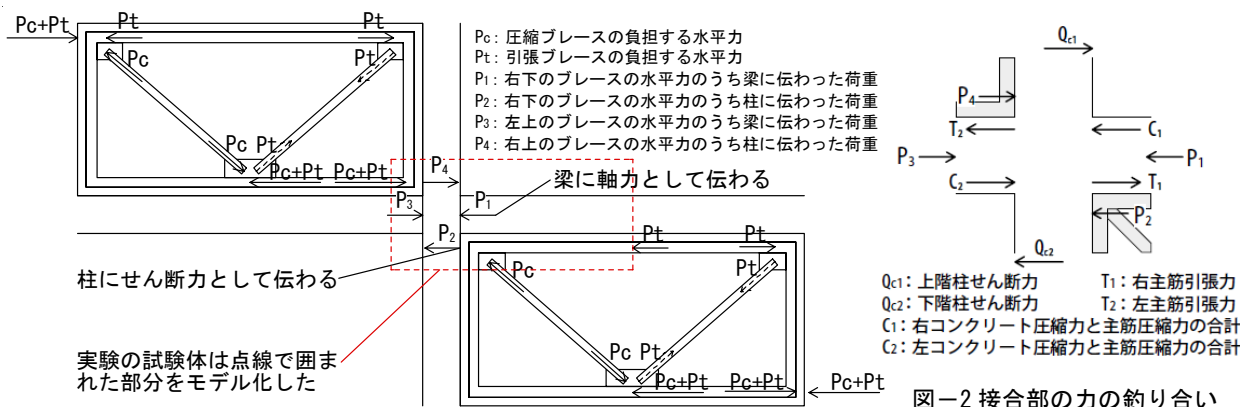 Pc+Pt
Pt
Pt
Pc
Pt
Pc Pt
Pc+Pt Pc+Pt
Pc：圧縮ブレースの負担する水平力
Pt：引張ブレースの負担する水平力
P₁：右下のブレースの水平力のうち梁に伝わった荷重
P₂：右下のブレースの水平力のうち柱に伝わった荷重
P₃：左上のブレースの水平力のうち梁に伝わった荷重
P₄：右上のブレースの水平力のうち柱に伝わった荷重
P₄
梁に軸力として伝わる
P₃
P₁
P₂
柱にせん断力として伝わる
Pt
Pt
Pc
Pt
Pc Pt
Pc+Pt Pc+Pt
Pc+Pt
実験の試験体は点線で囲ま
れた部分をモデル化した
Qc1
P₄
T₂
C₁
P₃
P₁
C₂
T₁
P₂
Qc2
Qc1：上階柱せん断力 T₁：右主筋引張力
Qc2：下階柱せん断力 T₂：左主筋引張力
C₁：右コンクリート圧縮力と主筋圧縮力の合計
C₂：左コンクリート圧縮力と主筋圧縮力の合計
図－2 接合部の力の釣り合い